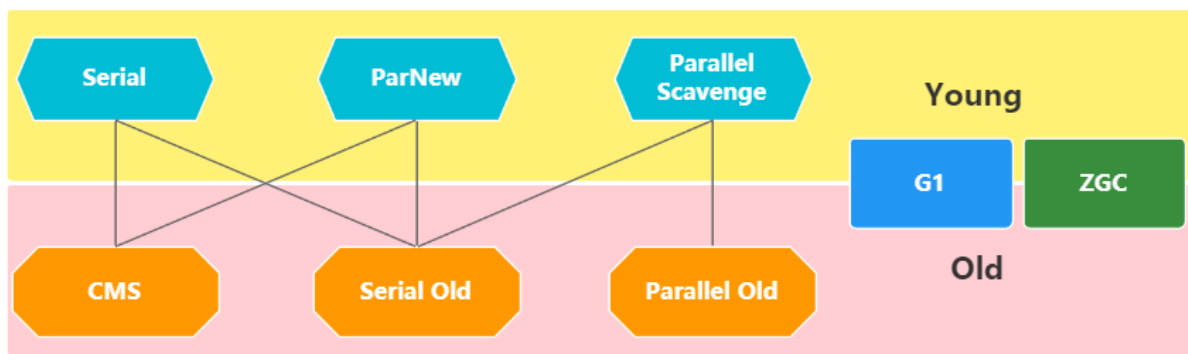 Serial
ParNew
Parallel
Scavenge
Young
G1
ZGC
CMS
Serial Old
Parallel Old
Old